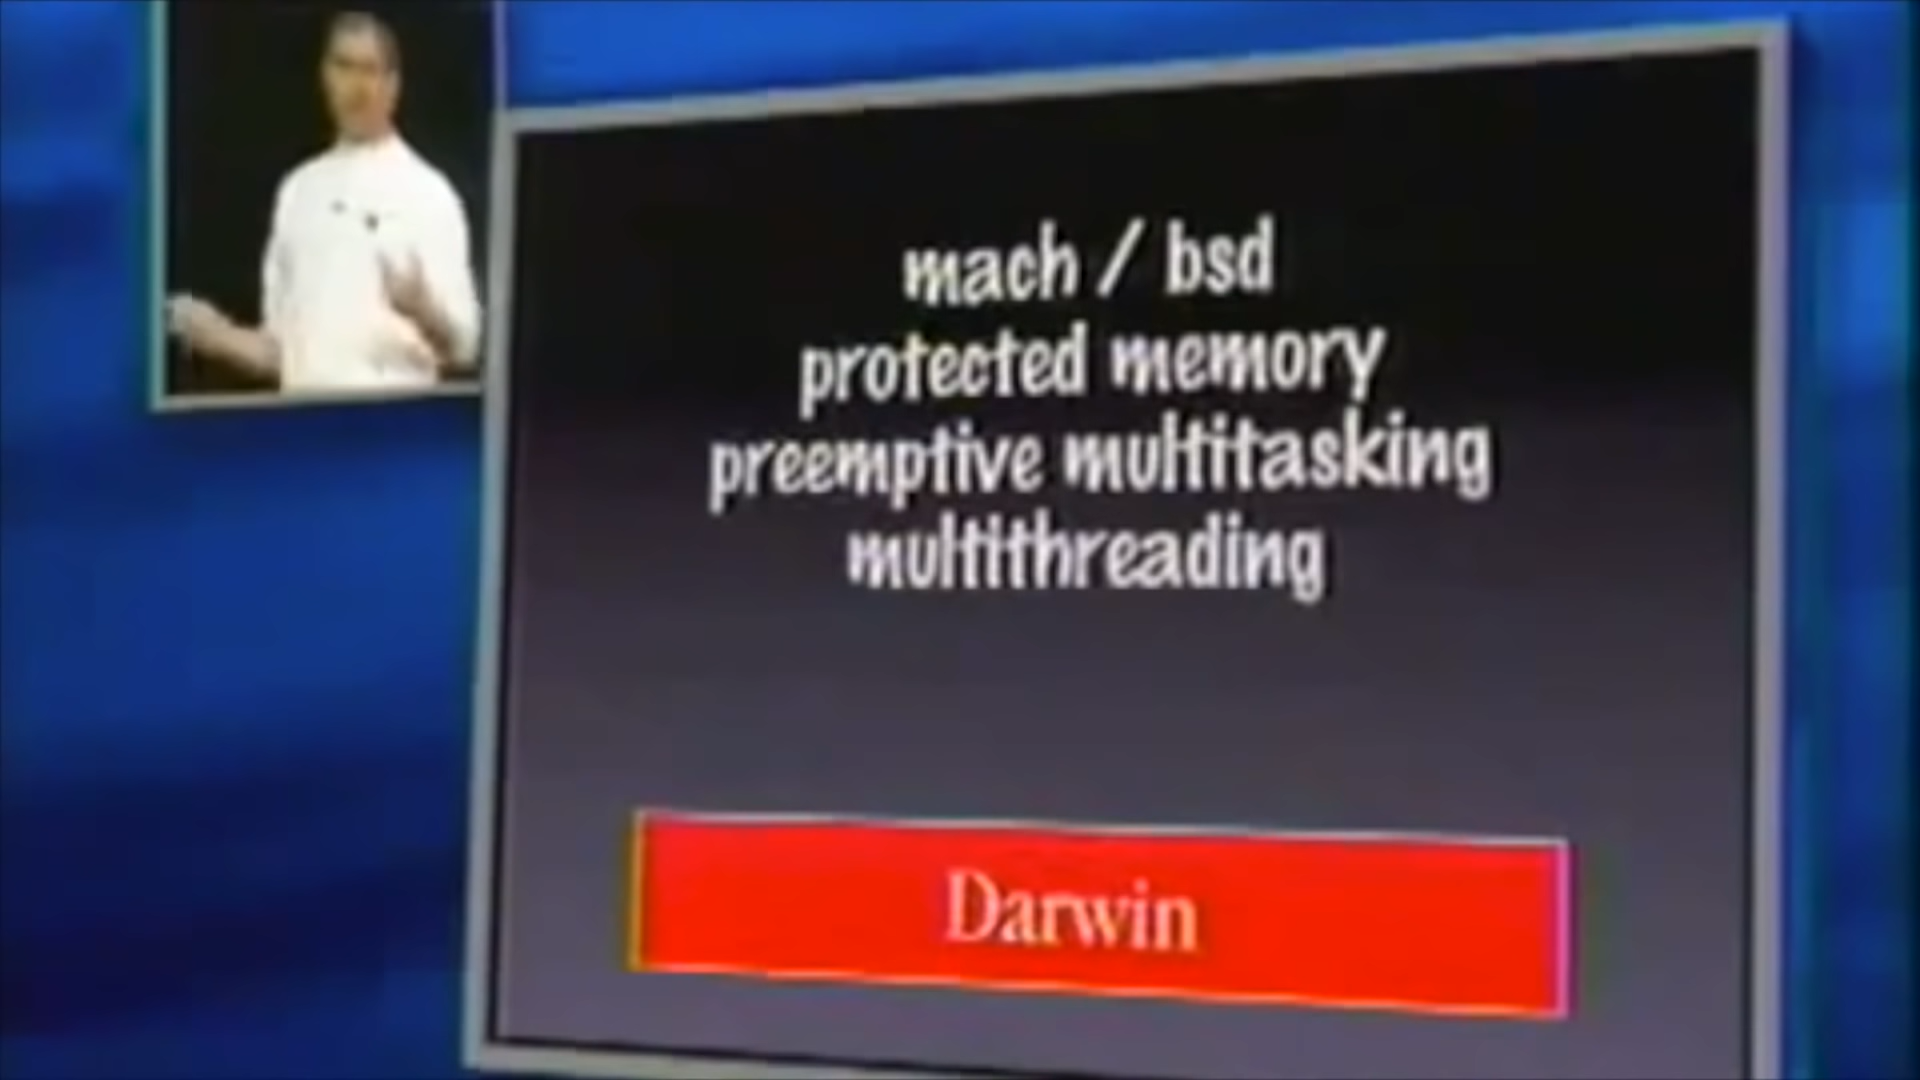 mach / bsd
protected memory
preemptive multitasking
multithreading
Darwin